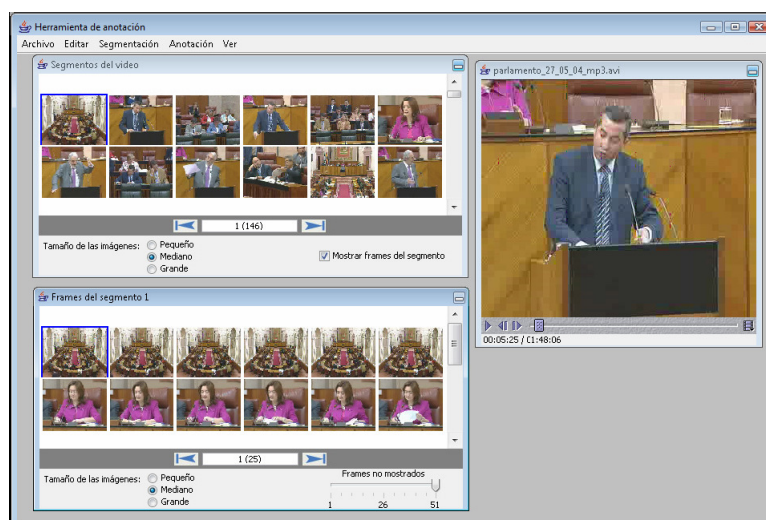 Herramienta de anotación
Archivo Editar Segmentación Anotación Ver
Segmentos del video
1 (146)
Tamaño de las imágenes:
Pequeño
Mediano
Grande
Mostrar frames del segmento
Frames del segmento 1
1 (25)
Tamaño de las imágenes:
Pequeño
Mediano
Grande
Frames no mostrados
1 26 51
parlamento_27_05_04_mp3.avi
00:05:25 / 01:48:06